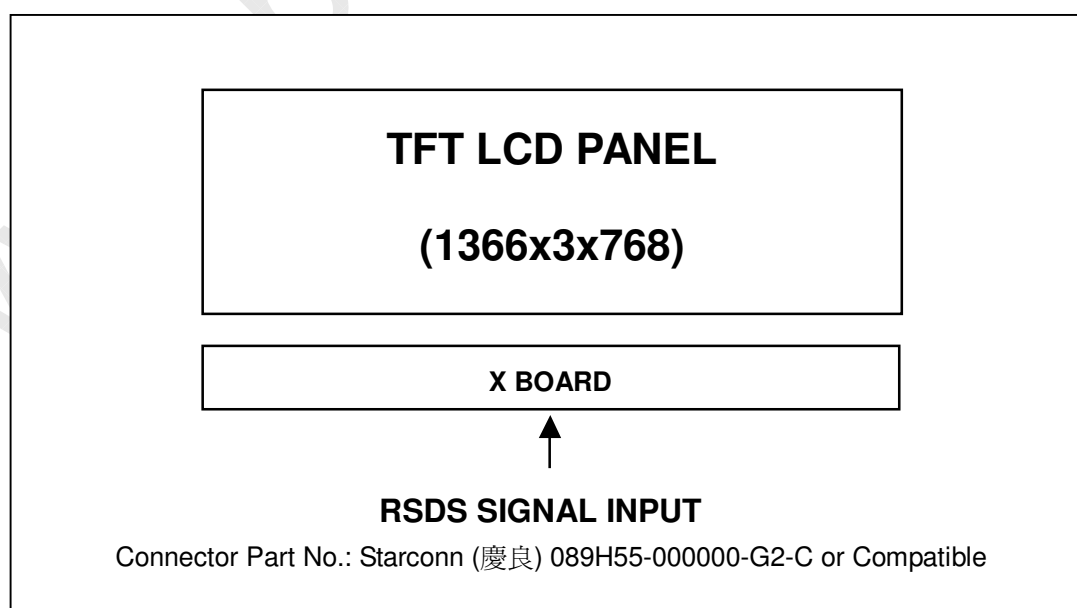 TFT LCD PANEL
(1366x3x768)
X BOARD
RSDS SIGNAL INPUT
Connector Part No.: Starconn (慶良) 089H55-000000-G2-C or Compatible